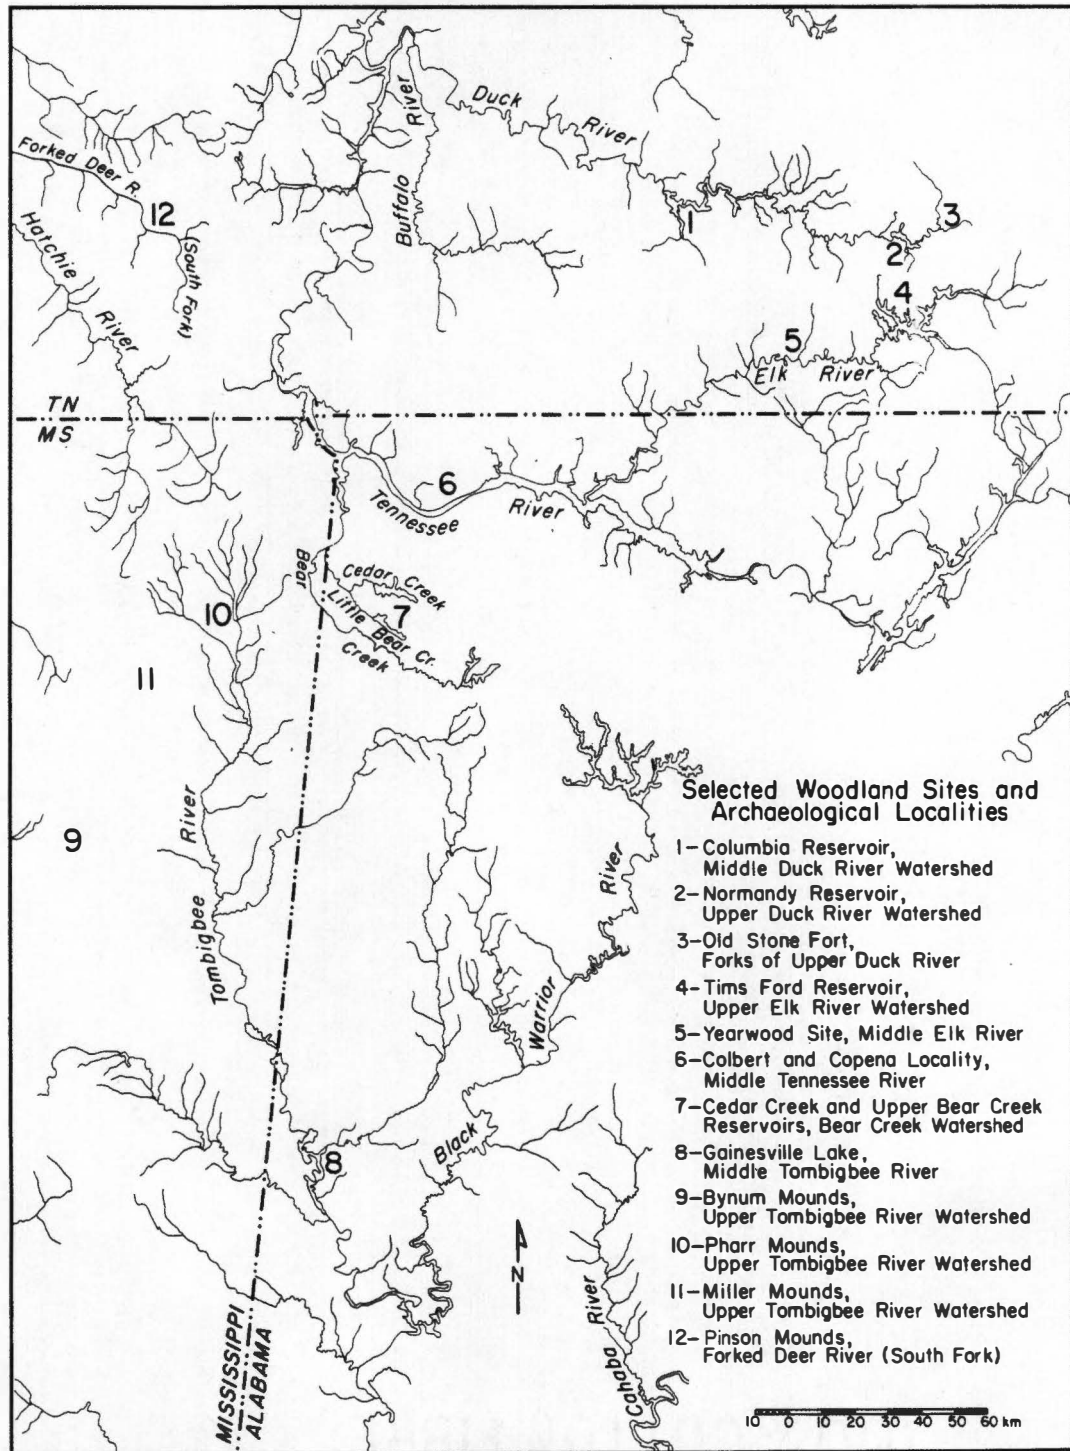 Duck
River
Buffalo River
Forked Deer R.
12
(South Fork)
Hatchie
River
1
3
2
4
5
Elk River
TN
MS
6
Tennessee River
Bear
Cedar Creek
10
7
Little Bear Cr.
Creek
11
Selected Woodland Sites and
Archaeological Localities
1-Columbia Reservoir,
Middle Duck River Watershed
2-Normandy Reservoir,
Upper Duck River Watershed
3-Old Stone Fort,
Forks of Upper Duck River
4-Tims Ford Reservoir,
Upper Elk River Watershed
5-Yearwood Site, Middle Elk River
6-Colbert and Copena Locality,
Middle Tennessee River
7-Cedar Creek and Upper Bear Creek
Reservoirs, Bear Creek Watershed
8-Gainesville Lake,
Middle Tombigbee River
9-Bynum Mounds,
Upper Tombigbee River Watershed
10-Pharr Mounds,
Upper Tombigbee River Watershed
11-Miller Mounds,
Upper Tombigbee River Watershed
12-Pinson Mounds,
Forked Deer River (South Fork)
9
River
Tombigbee
River
Warrior
Black
8
N
River
Cahaba
MISSISSIPPI
ALABAMA
10 0 10 20 30 40 50 60 km